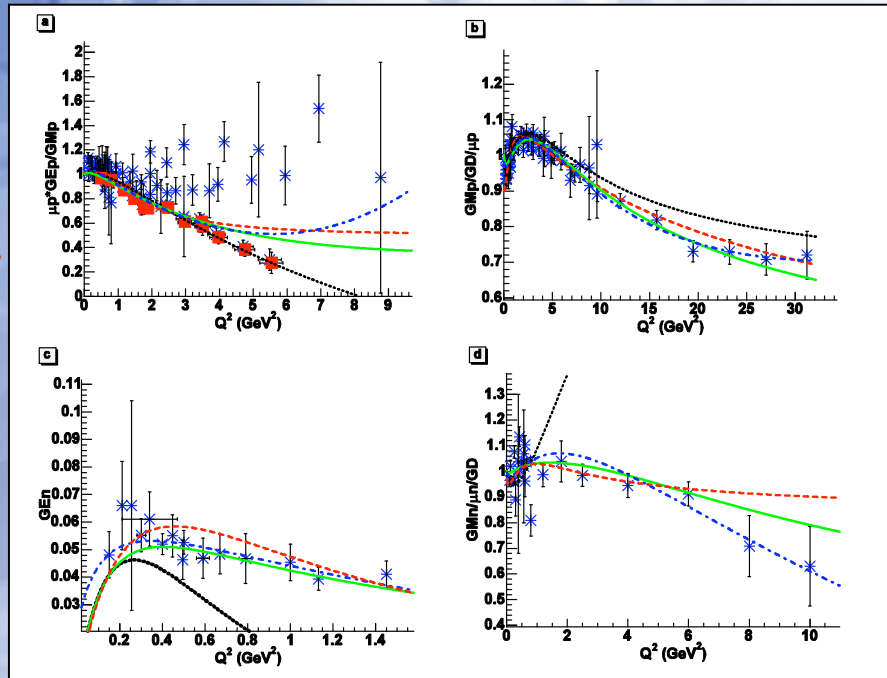 a
2
1.8
1.6
1.4
1.2
1
0.8
0.6
0.4
0.2
0
μp*GEp/GMp
0 1 2 3 4 5 6 7 8 9
Q² (GeV²)
b
1.2
1.1
1
0.9
0.8
0.7
0.6
GMp/GD/μp
0 5 10 15 20 25 30
Q² (GeV²)
c
0.11
0.1
0.09
0.08
0.07
0.06
0.05
0.04
0.03
GEn
0.2 0.4 0.6 0.8 1 1.2 1.4
Q² (GeV²)
d
1.3
1.2
1.1
1
0.9
0.8
0.7
0.6
0.5
0.4
GMn/μn/GD
0 2 4 6 8 10
Q² (GeV²)